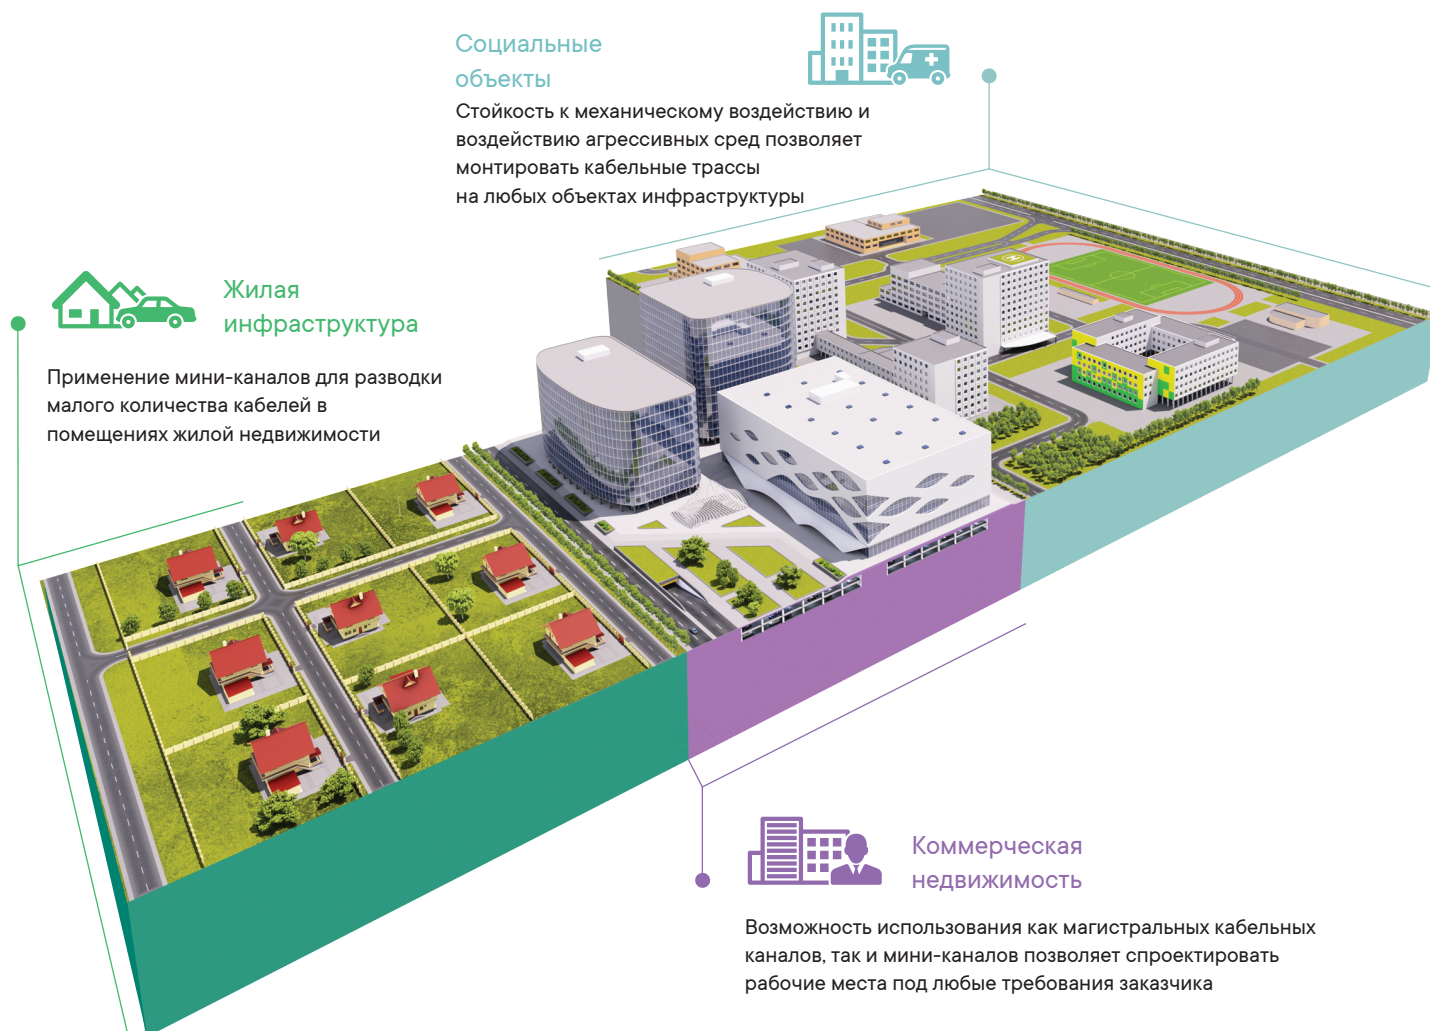 Социальные
объекты
Стойкость к механическому воздействию и
воздействию агрессивных сред позволяет
монтировать кабельные трассы
на любых объектах инфраструктуры
Жилая
инфраструктура
Применение мини-каналов для разводки
малого количества кабелей в
помещениях жилой недвижимости
Коммерческая
недвижимость
Возможность использования как магистральных кабельных
каналов, так и мини-каналов позволяет спроектировать
рабочие места под любые требования заказчика